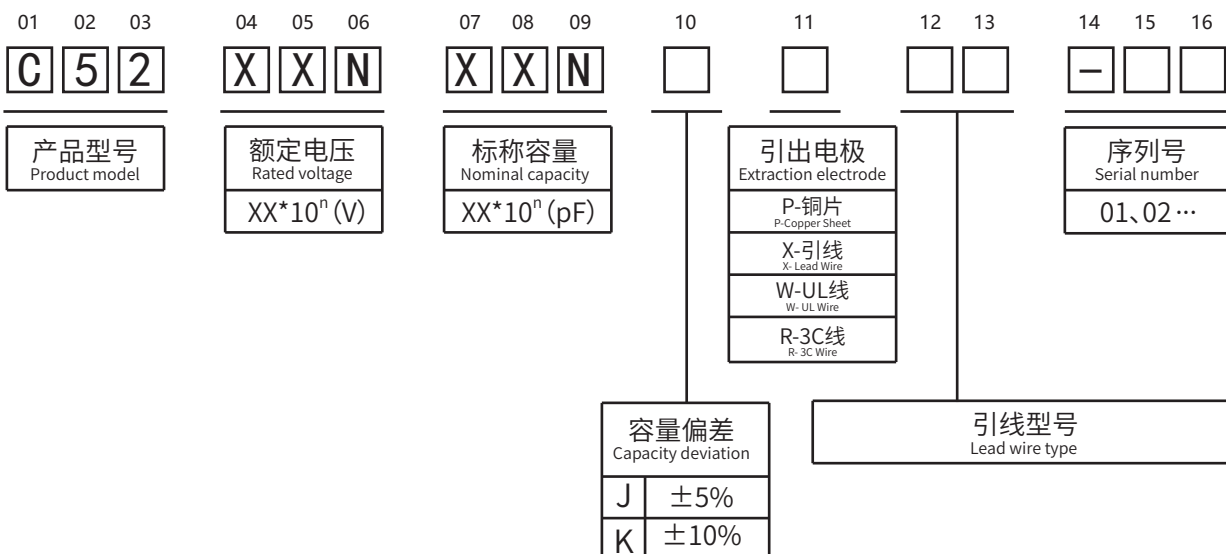 01 02 03 04 05 06 07 08 09 10 11 12 13 14 15 16
C 5 2 X X N X X N –
产品型号
Product model
额定电压
Rated voltage
XX*10ⁿ (V)
标称容量
Nominal capacity
XX*10ⁿ (pF)
引出电极
Extraction electrode
P-铜片
P-Copper Sheet
X-引线
X- Lead Wire
W-UL线
W- UL Wire
R-3C线
R- 3C Wire
序列号
Serial number
01、02…
容量偏差
Capacity deviation
J ±5%
K ±10%
引线型号
Lead wire type